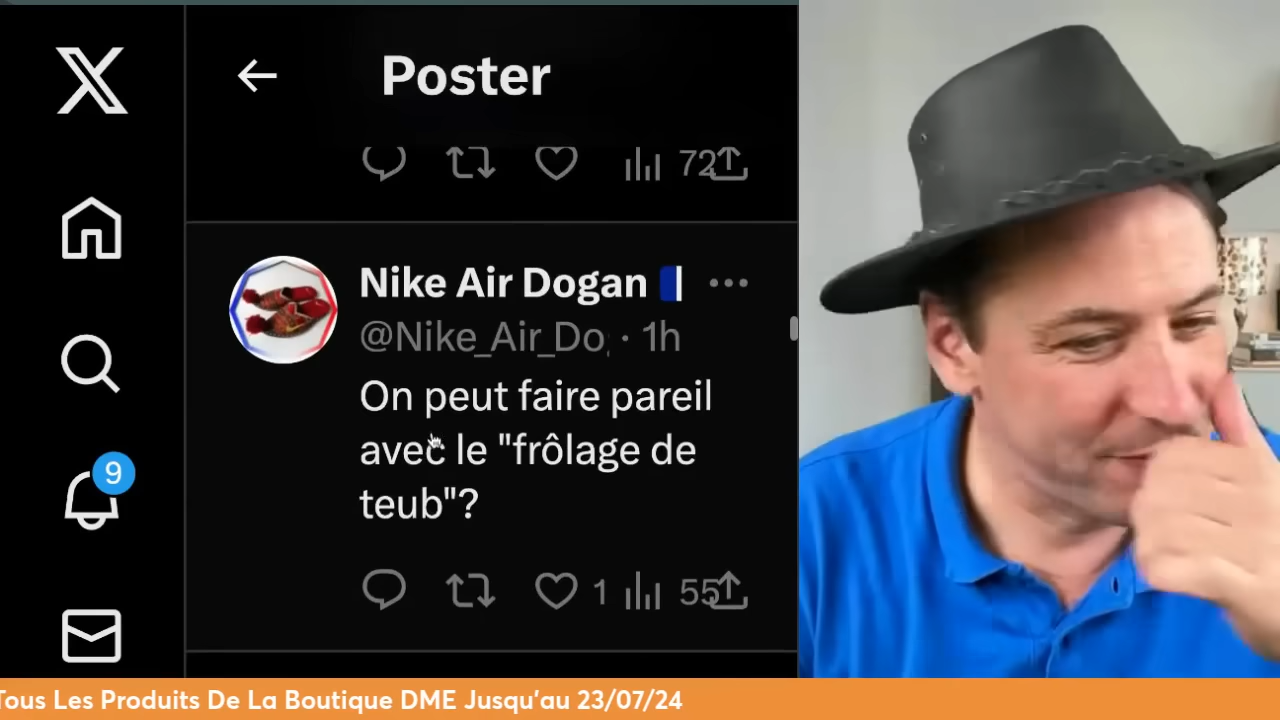 Poster
72
Nike Air Dogan
@Nike_Air_Do · 1h
On peut faire pareil
avec le "frôlage de
teub"?
1 55
9
Tous Les Produits De La Boutique DME Jusqu'au 23/07/24